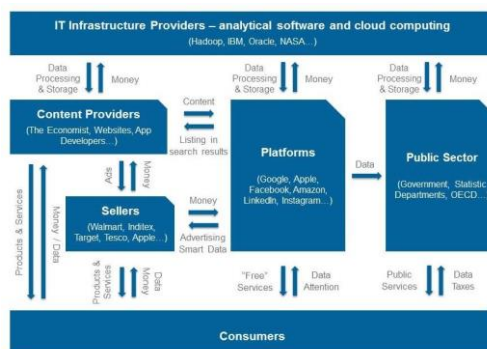 IT Infrastructure Providers – analytical software and cloud computing
(Hadoop, IBM, Oracle, NASA...)
Data
Processing
& Storage
Money
Data
Processing
& Storage
Money
Data
Processing
& Storage
Money
Content Providers
(The Economist, Websites, App
Developers...)
Content
Listing in
search results
Platforms
(Google, Apple,
Facebook, Amazon,
LinkedIn, Instagram...)
Data
Public Sector
(Government, Statistic
Departments, OECD...)
Ads
Money
Sellers
(Walmart, Inditex,
Target, Tesco, Apple...)
Money
Advertising
Smart Data
Products & Services
Money / Data
Products &
Services
Money
Data
"Free"
Services
Data
Attention
Public
Services
Data
Taxes
Consumers